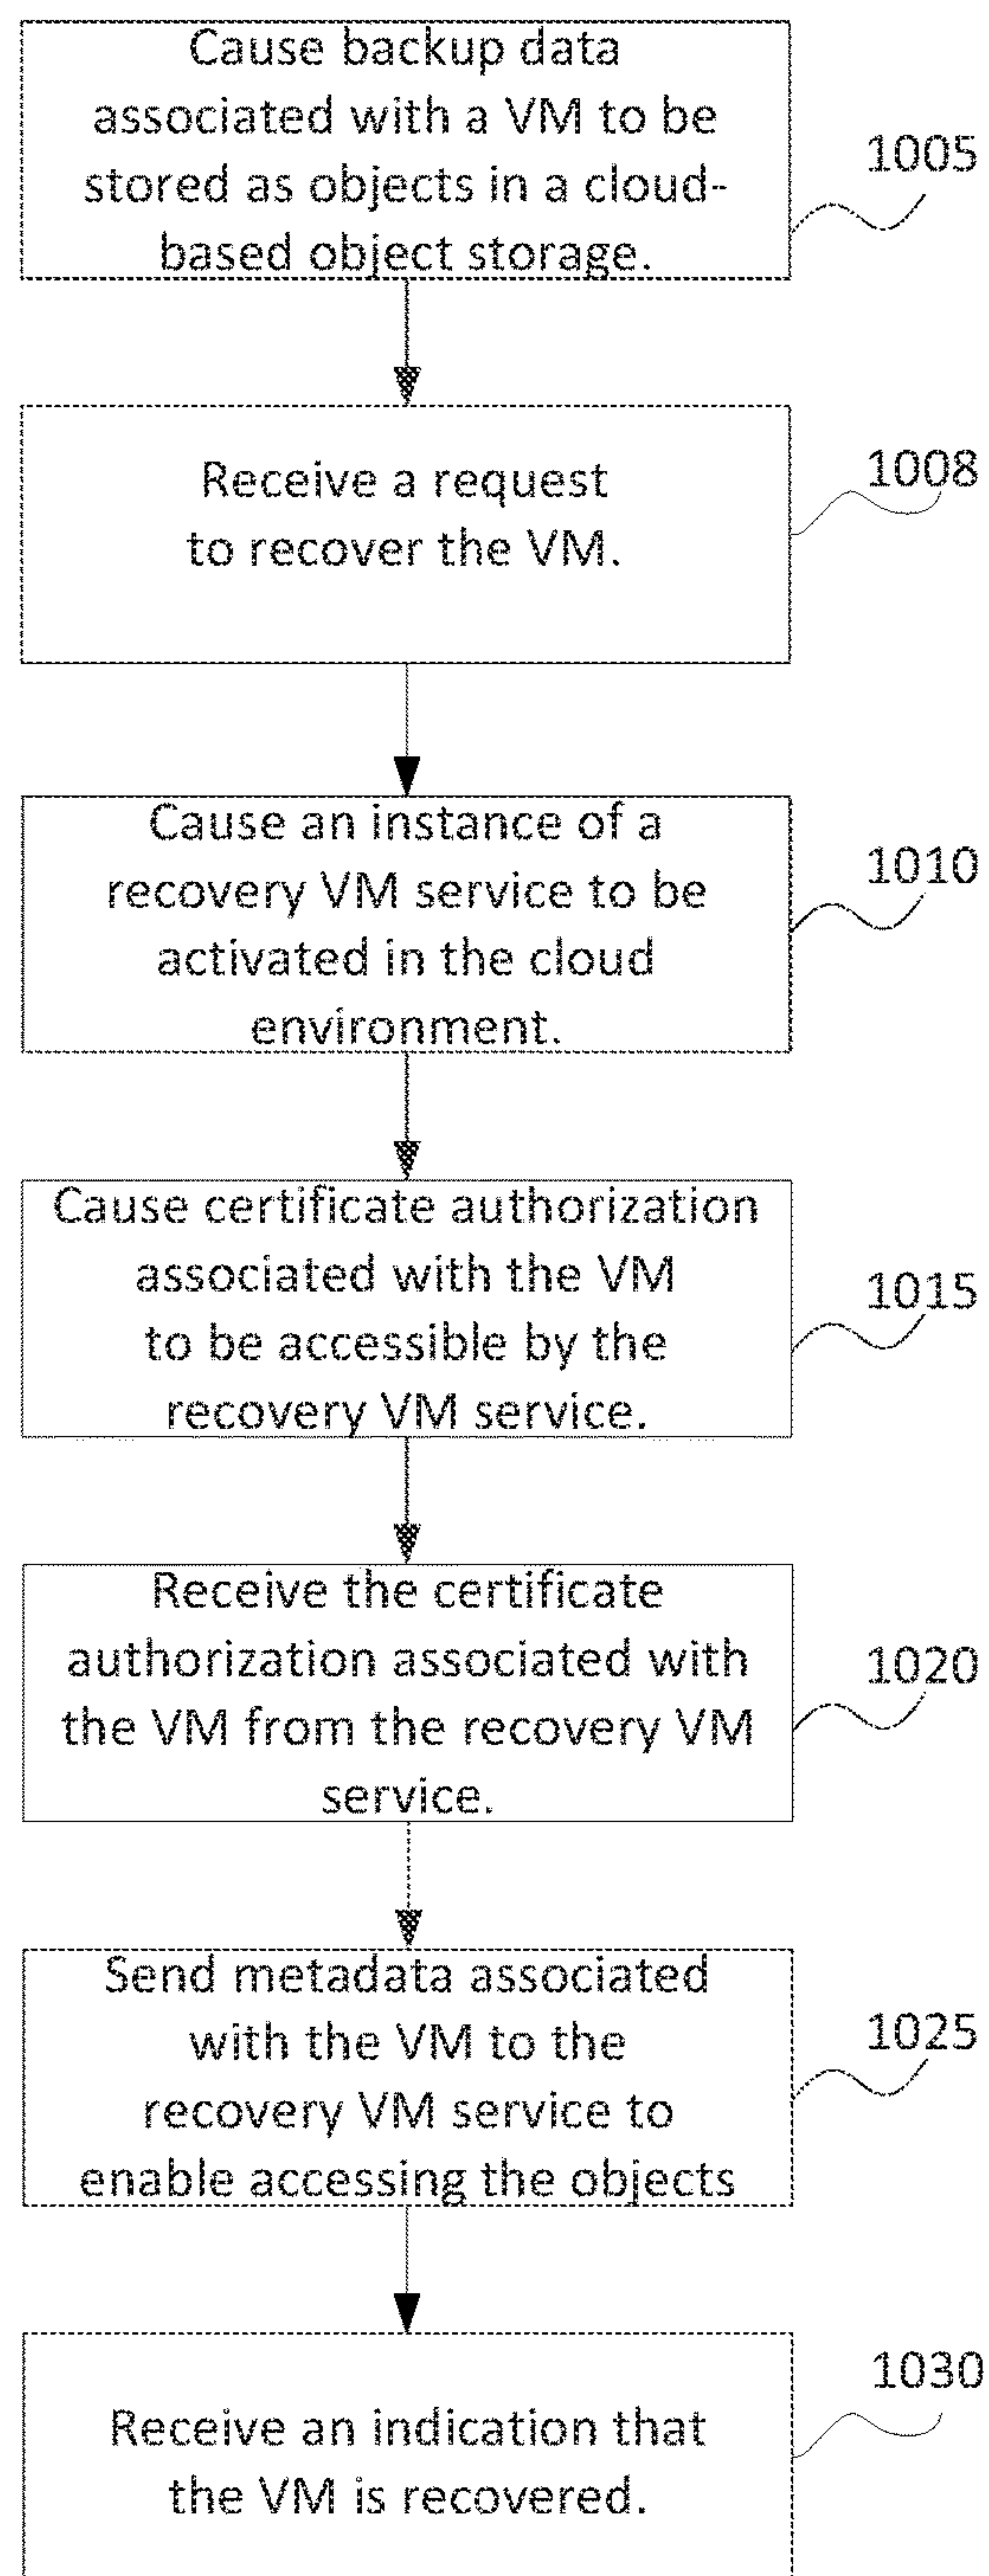 Cause backup data
associated with a VM to be
stored as objects in a cloud-
based object storage.
1005
Receive a request
to recover the VM.
1008
Cause an instance of a
recovery VM service to be
activated in the cloud
environment.
1010
Cause certificate authorization
associated with the VM
to be accessible by the
recovery VM service.
1015
Receive the certificate
authorization associated with
the VM from the recovery VM
service.
1020
Send metadata associated
with the VM to the
recovery VM service to
enable accessing the objects
1025
Receive an indication that
the VM is recovered.
1030